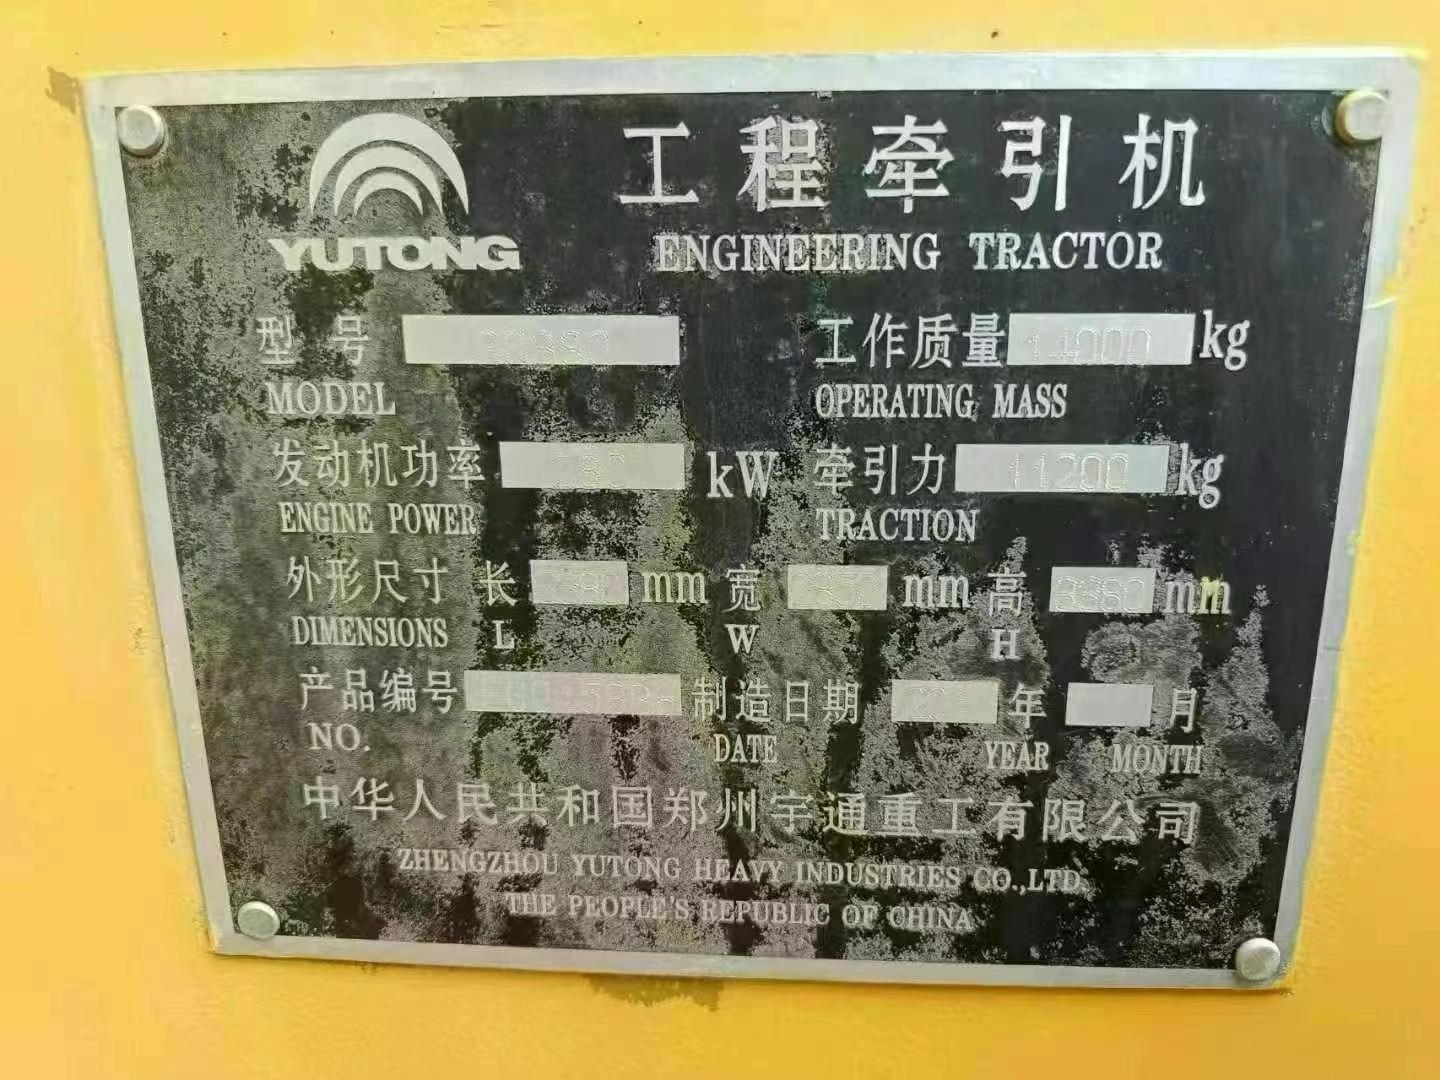 YUTONG
工程牵引机
ENGINEERING TRACTOR
型号 工作质量 14000 kg
MODEL OPERATING MASS
发动机功率 kW 牵引力 11200 kg
ENGINE POWER TRACTION
外形尺寸 长 mm 宽 mm 高 3360 mm
DIMENSIONS L W H
产品编号 制造日期 年 月
NO. DATE YEAR MONTH
中华人民共和国郑州宇通重工有限公司
ZHENGZHOU YUTONG HEAVY INDUSTRIES CO.,LTD.
THE PEOPLE'S REPUBLIC OF CHINA